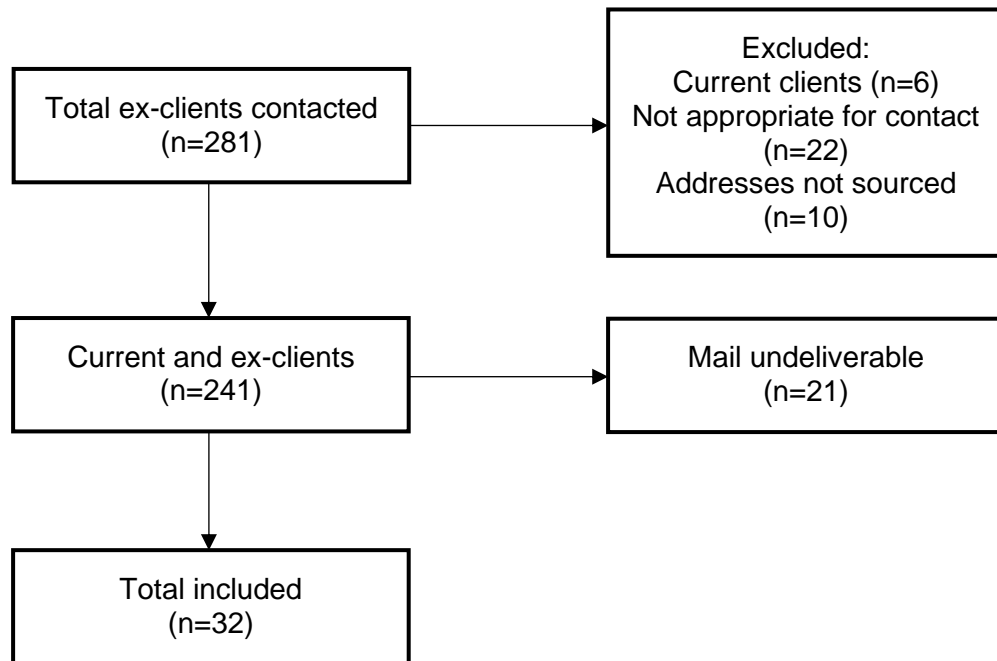 Total ex-clients contacted
(n=281)
Excluded:
Current clients (n=6)
Not appropriate for contact
(n=22)
Addresses not sourced
(n=10)
Current and ex-clients
(n=241)
Mail undeliverable
(n=21)
Total included
(n=32)